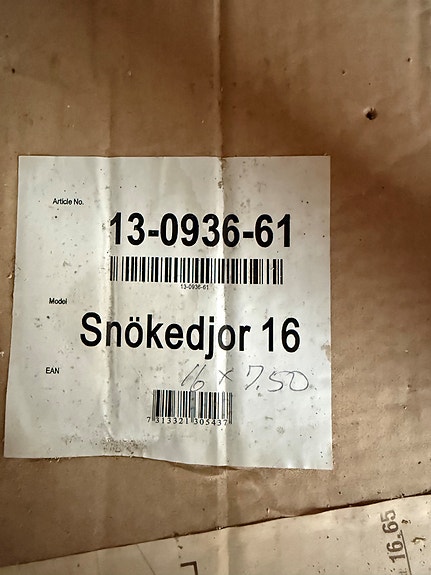 Article No.
13-0936-61
13-0936-61
Model
Snökedjor 16
EAN
16 x 7.50
7 313321 305437
16.65